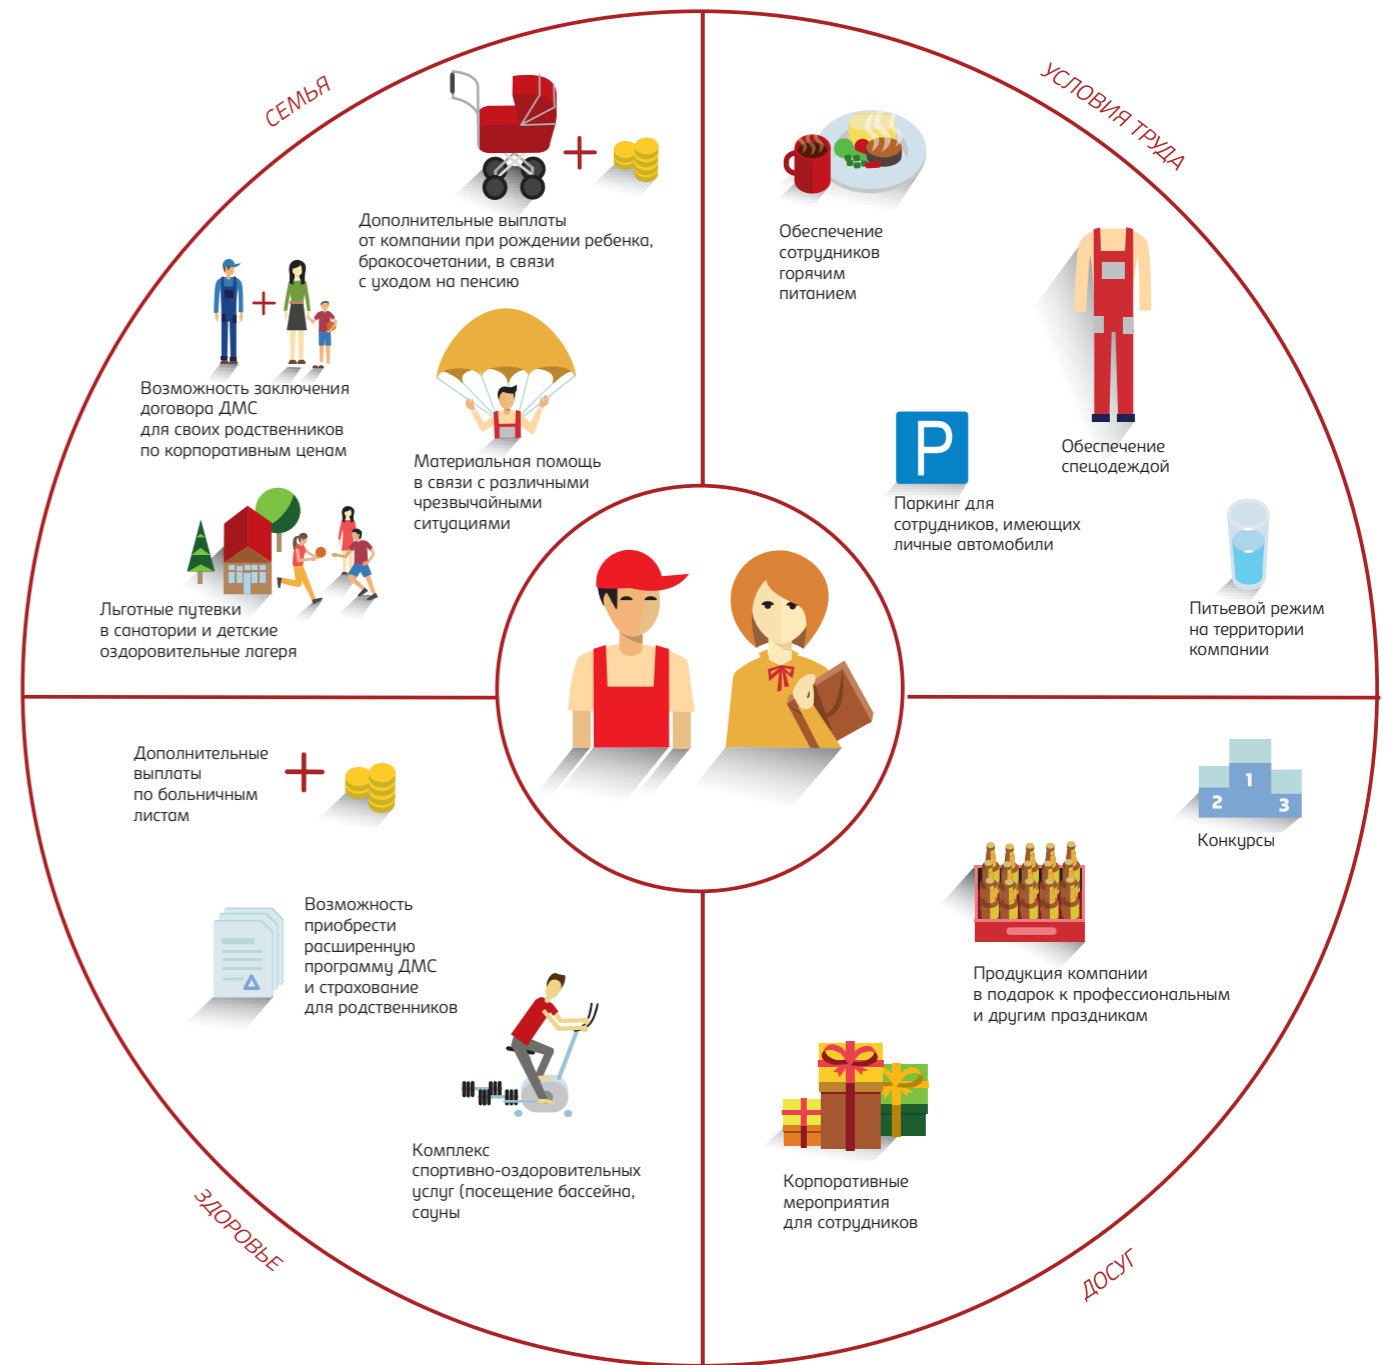 СЕМЬЯ
Дополнительные выплаты
от компании при рождении ребенка,
бракосочетании, в связи
с уходом на пенсию
Возможность заключения
договора ДМС
для своих родственников
по корпоративным ценам
Материальная помощь
в связи с различными
чрезвычайными
ситуациями
Льготные путевки
в санатории и детские
оздоровительные лагеря
УСЛОВИЯ ТРУДА
Обеспечение
сотрудников
горячим
питанием
Обеспечение
спецодеждой
P
Паркинг для
сотрудников, имеющих
личные автомобили
Питьевой режим
на территории
компании
Дополнительные
выплаты
по больничным
листам
Возможность
приобрести
расширенную
программу ДМС
и страхование
для родственников
Комплекс
спортивно-оздоровительных
услуг (посещение бассейна,
сауны
ЗДОРОВЬЕ
1
2
3
Конкурсы
Продукция компании
в подарок к профессиональным
и другим праздникам
Корпоративные
мероприятия
для сотрудников
ДОСУГ